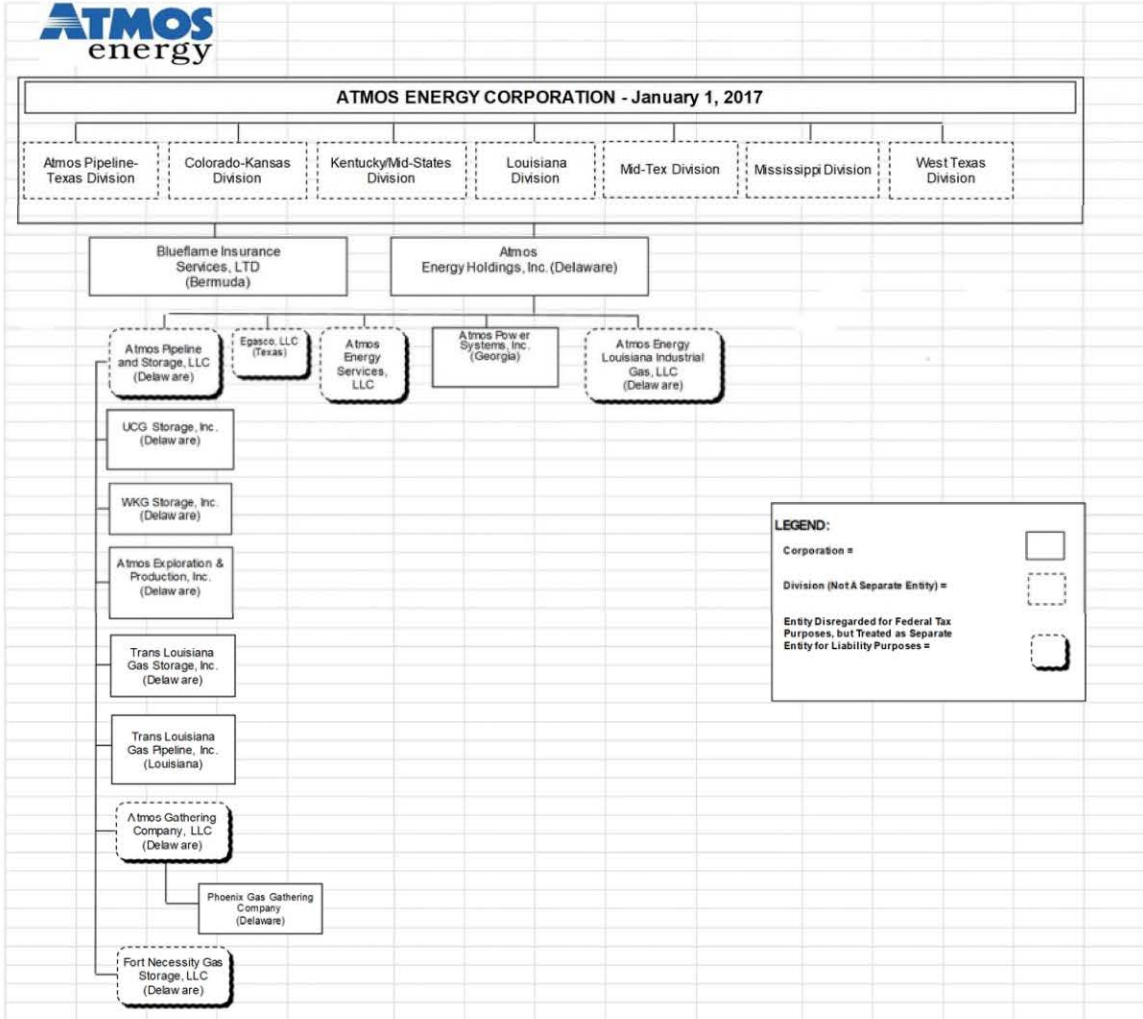 ATMOS
energy
ATMOS ENERGY CORPORATION - January 1, 2017
Atmos Pipeline-
Texas Division
Colorado-Kansas
Division
Kentucky/Mid-States
Division
Louisiana
Division
Mid-Tex Division
Mississippi Division
West Texas
Division
Blueflame Insurance
Services, LTD
(Bermuda)
Atmos
Energy Holdings, Inc. (Delaware)
Atmos Pipeline
and Storage, LLC
(Delaware)
Egasco, LLC
(Texas)
Atmos
Energy
Services,
LLC
Atmos Power
Systems, Inc.
(Georgia)
Atmos Energy
Louisiana Industrial
Gas, LLC
(Delaware)
UCG Storage, Inc.
(Delaware)
WKG Storage, Inc.
(Delaware)
Atmos Exploration &
Production, Inc.
(Delaware)
Trans Louisiana
Gas Storage, Inc.
(Delaware)
Trans Louisiana
Gas Pipeline, Inc.
(Louisiana)
Atmos Gathering
Company, LLC
(Delaware)
Phoenix Gas Gathering
Company
(Delaware)
Fort Necessity Gas
Storage, LLC
(Delaware)
LEGEND:
Corporation =
Division (Not A Separate Entity) =
Entity Disregarded for Federal Tax
Purposes, but Treated as Separate
Entity for Liability Purposes =